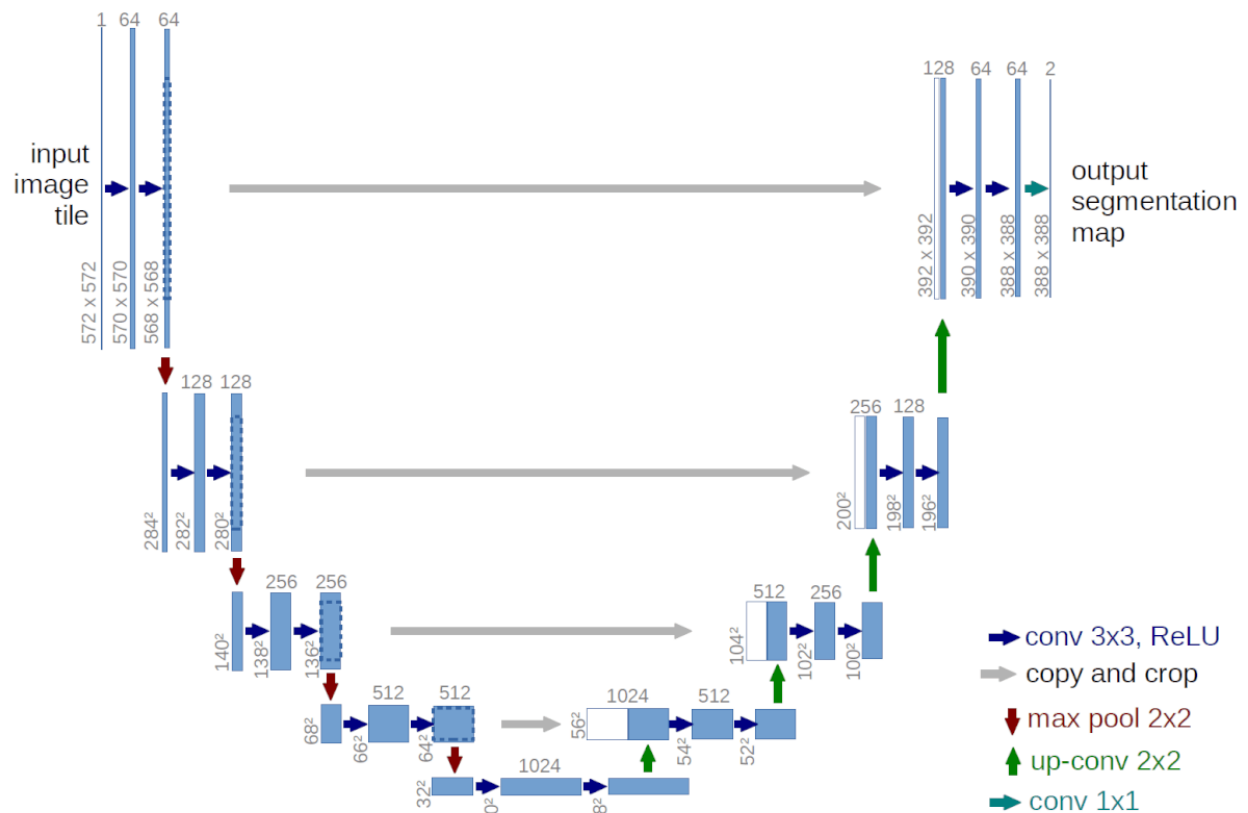 1 64 64
input
image
tile
572 x 572
570 x 570
568 x 568
128 64 64 2
output
segmentation
map
392 x 392
390 x 390
388 x 388
388 x 388
128 128
284²
282²
280²
256 128
200²
198²
196²
256 256
140²
138²
136²
512 256
104²
102²
100²
512 512
68²
66²
64²
1024 512
56²
54²
52²
1024
32²
conv 3x3, ReLU
copy and crop
max pool 2x2
up-conv 2x2
conv 1x1